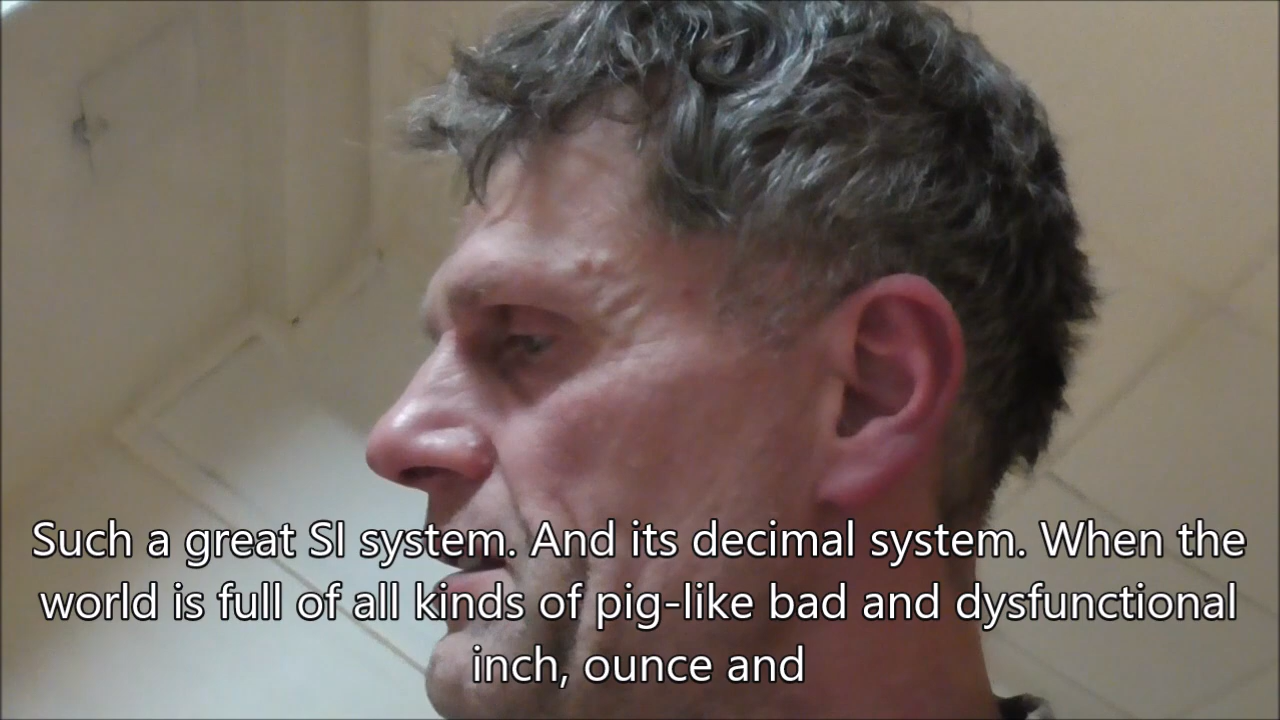 Such a great SI system. And its decimal system. When the
world is full of all kinds of pig-like bad and dysfunctional
inch, ounce and